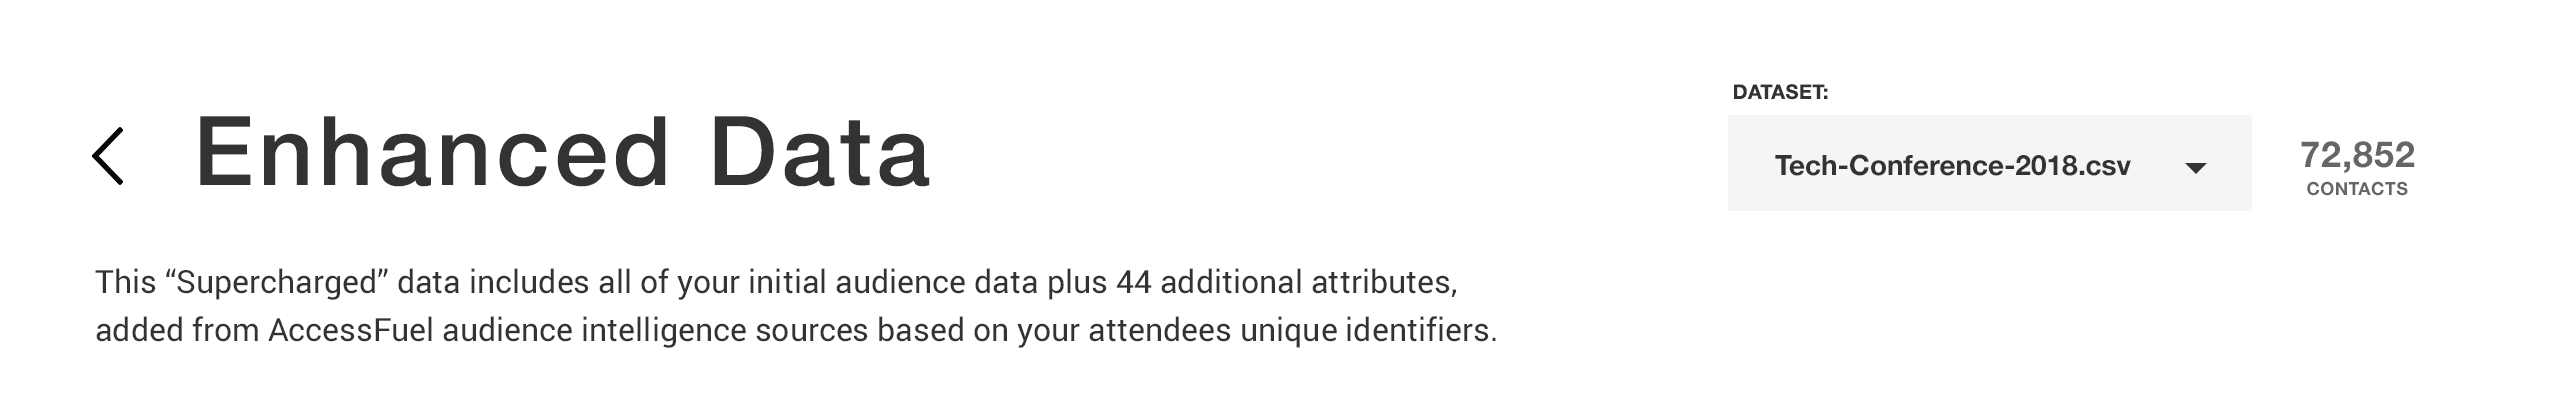 Enhanced Data
DATASET:
Tech-Conference-2018.csv
72,852
CONTACTS
This “Supercharged” data includes all of your initial audience data plus 44 additional attributes,
added from AccessFuel audience intelligence sources based on your attendees unique identifiers.